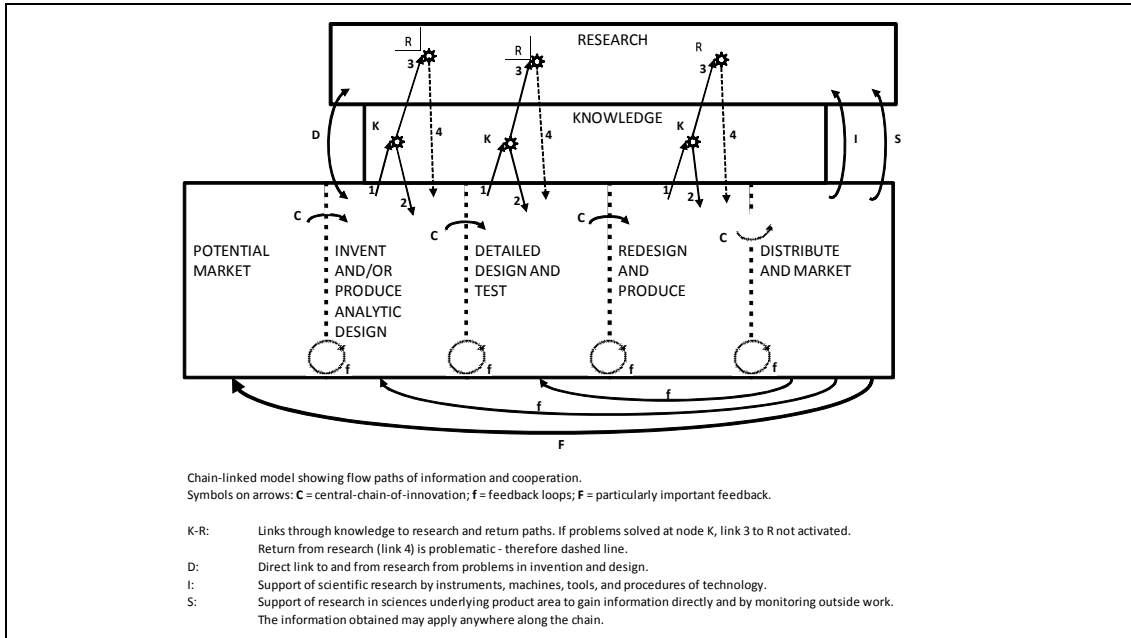 RESEARCH
R
R
R
3
3
3
KNOWLEDGE
D
K
4
K
4
K
4
I
S
1
2
1
2
1
2
C
C
C
C
POTENTIAL
MARKET
INVENT
AND/OR
PRODUCE
ANALYTIC
DESIGN
DETAILED
DESIGN AND
TEST
REDESIGN
AND
PRODUCE
DISTRIBUTE
AND MARKET
f
f
f
f
f
f
F
Chain-linked model showing flow paths of information and cooperation.
Symbols on arrows: C = central-chain-of-innovation; f = feedback loops; F = particularly important feedback.
K-R: Links through knowledge to research and return paths. If problems solved at node K, link 3 to R not activated.
Return from research (link 4) is problematic - therefore dashed line.
D: Direct link to and from research from problems in invention and design.
I: Support of scientific research by instruments, machines, tools, and procedures of technology.
S: Support of research in sciences underlying product area to gain information directly and by monitoring outside work.
The information obtained may apply anywhere along the chain.